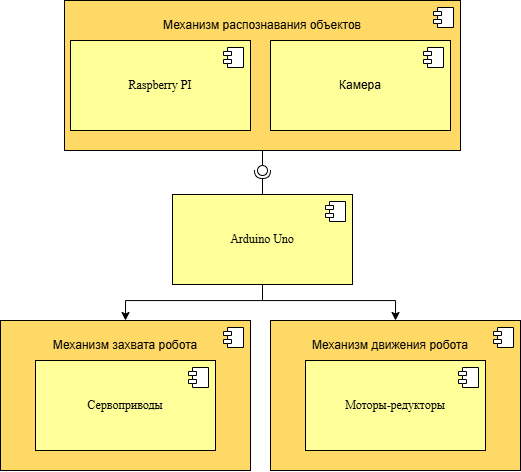 Механизм распознавания объектов
Raspberry PI
Камера
Arduino Uno
Механизм захвата робота
Механизм движения робота
Сервоприводы
Моторы-редукторы